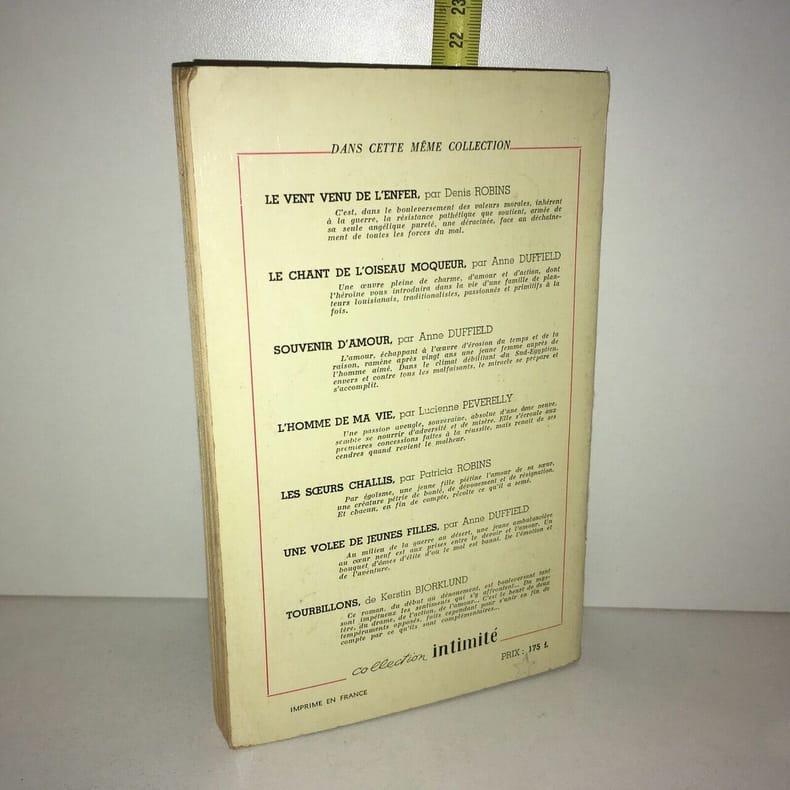 22 23
DANS CETTE MÊME COLLECTION
LE VENT VENU DE L'ENFER, par Denis ROBINS
C'est, dans le bouleversement des valeurs morales, inhérent
à la guerre, la résistance pathétique que soutient, armée de
sa seule angélique pureté, une déracinée, face au déchaîne-
ment de toutes les forces du mal.
LE CHANT DE L'OISEAU MOQUEUR, par Anne DUFFIELD
Une œuvre pleine de charme, d'amour et d'action, dont
l'héroïne vous introduira dans la vie d'une famille de plan-
teurs louisianais, traditionalistes, passionnés et primitifs à la
fois.
SOUVENIR D'AMOUR, par Anne DUFFIELD
L'amour, échappant à l'œuvre d'érosion du temps et de la
raison, ramène après vingt ans une jeune femme auprès de
l'homme aimé. Dans le climat débilitant du Sud-Egyptien,
envers et contre tous les malfaisants, le miracle se prépare et
s'accomplit.
L'HOMME DE MA VIE, par Lucienne PEVERELLY
Une passion aveugle, souveraine, absolue d'une âme neuve,
semble se nourrir d'adversité et de misère. Elle s'écroule aux
premières concessions faites à la réussite, mais renaît de ses
cendres quand revient le malheur.
LES SŒURS CHALLIS, par Patricia ROBINS
Par égoïsme, une jeune fille piétine l'amour de sa sœur,
une créature pétrie de bonté, de dévouement et de résignation.
Et chacun, en fin de compte, récolte ce qu'il a semé.
UNE VOLEE DE JEUNES FILLES, par Anne DUFFIELD
Au milieu de la guerre au désert, une jeune ambulancière
au cœur neuf est aux prises entre le devoir et l'amour. Un
bouquet d'âmes d'élite d'où le mal est banni. De l'émotion et
de l'aventure.
TOURBILLONS, de Kerstin BJORKLUND
Ce roman, du début au dénouement, est bouleversant tant
sont impétueux les sentiments qui s'y affrontent... Du mys-
tère, du drame, de l'action, de l'amour... C'est le heurt de deux
tempéraments opposés, faits cependant pour s'unir en fin de
compte par ce qu'ils sont complémentaires...
collection intimité
PRIX : 175 f.
IMPRIME EN FRANCE